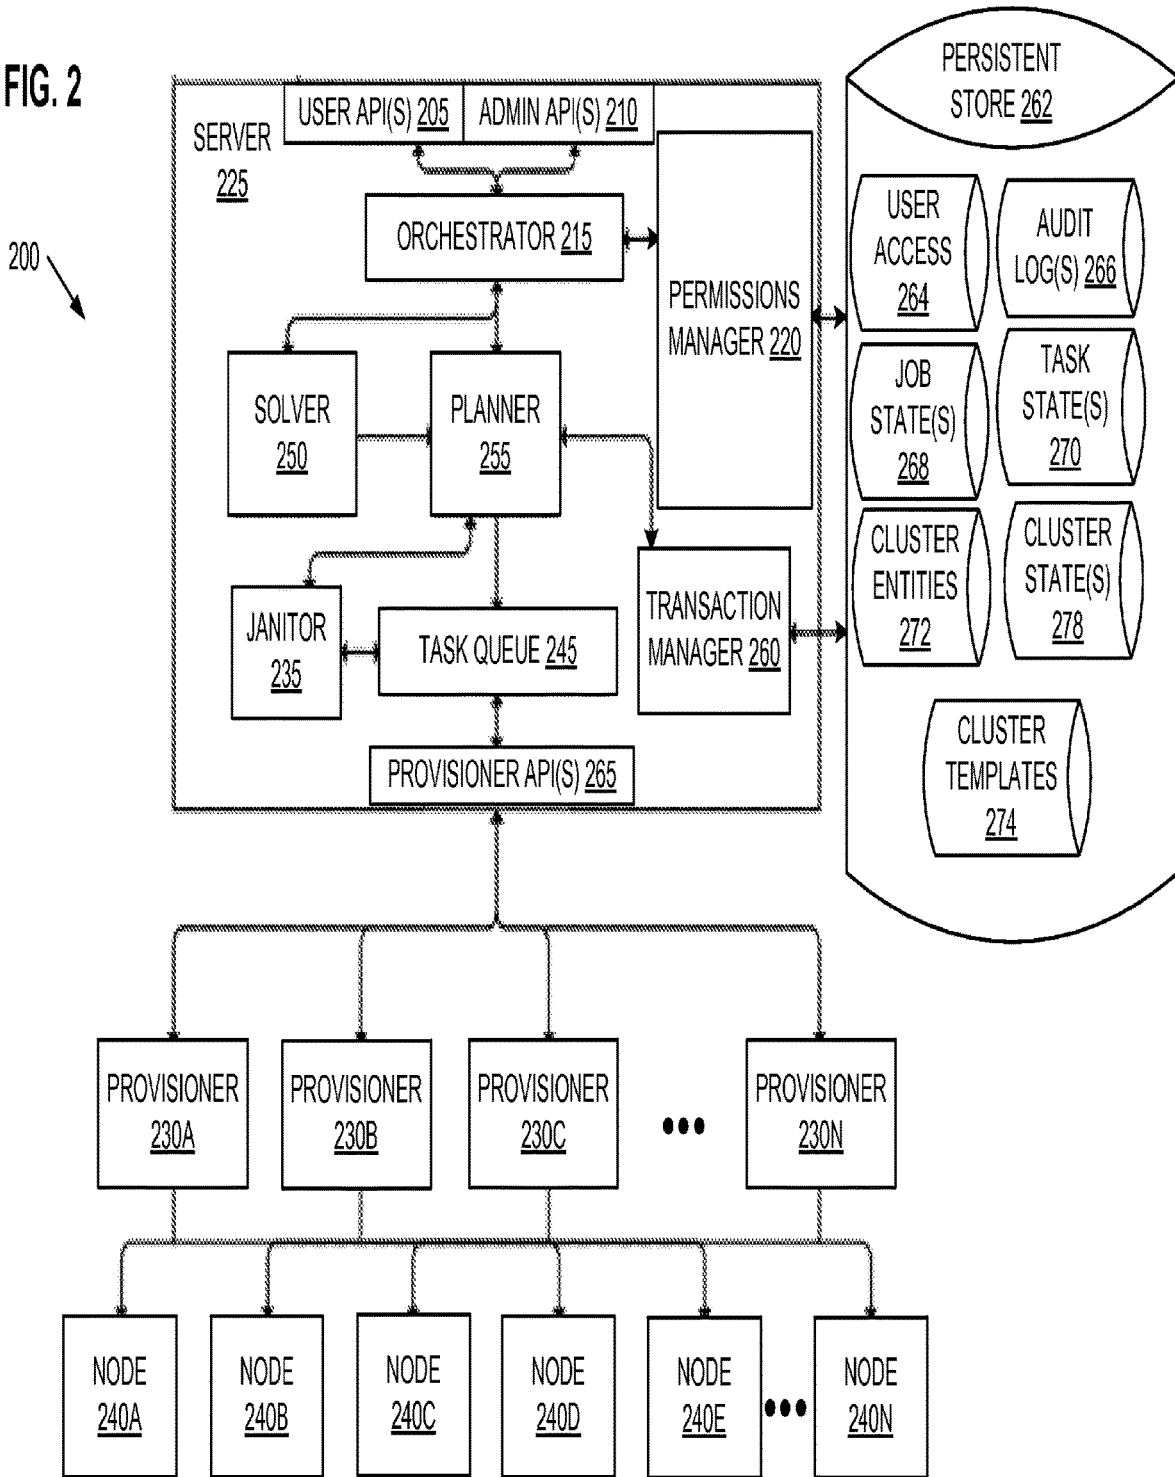 FIG. 2
200
SERVER
225
USER API(S) 205
ADMIN API(S) 210
ORCHESTRATOR 215
PERMISSIONS
MANAGER 220
SOLVER
250
PLANNER
255
JANITOR
235
TASK QUEUE 245
TRANSACTION
MANAGER 260
PROVISIONER API(S) 265
PERSISTENT
STORE 262
USER
ACCESS
264
AUDIT
LOG(S) 266
JOB
STATE(S)
268
TASK
STATE(S)
270
CLUSTER
ENTITIES
272
CLUSTER
STATE(S)
278
CLUSTER
TEMPLATES
274
PROVISIONER
230A
PROVISIONER
230B
PROVISIONER
230C
PROVISIONER
230N
NODE
240A
NODE
240B
NODE
240C
NODE
240D
NODE
240E
NODE
240N